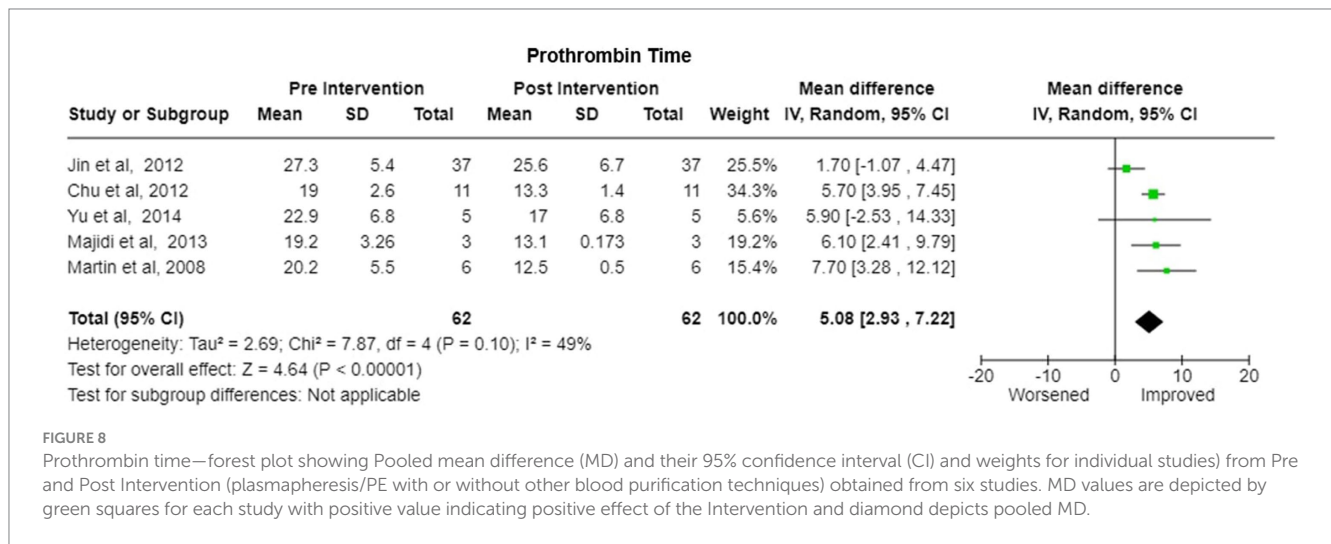 Prothrombin Time
Pre Intervention Post Intervention Mean difference Mean difference
Study or Subgroup Mean SD Total Mean SD Total Weight IV, Random, 95% CI IV, Random, 95% CI
Jin et al, 2012 27.3 5.4 37 25.6 6.7 37 25.5% 1.70 [-1.07 , 4.47]
Chu et al, 2012 19 2.6 11 13.3 1.4 11 34.3% 5.70 [3.95 , 7.45]
Yu et al, 2014 22.9 6.8 5 17 6.8 5 5.6% 5.90 [-2.53 , 14.33]
Majidi et al, 2013 19.2 3.26 3 13.1 0.173 3 19.2% 6.10 [2.41 , 9.79]
Martin et al, 2008 20.2 5.5 6 12.5 0.5 6 15.4% 7.70 [3.28 , 12.12]
Total (95% CI) 62 62 100.0% 5.08 [2.93 , 7.22]
Heterogeneity: Tau² = 2.69; Chi² = 7.87, df = 4 (P = 0.10); I² = 49%
Test for overall effect: Z = 4.64 (P < 0.00001)
Test for subgroup differences: Not applicable
-20 -10 0 10 20
Worsened Improved
FIGURE 8
Prothrombin time—forest plot showing Pooled mean difference (MD) and their 95% confidence interval (CI) and weights for individual studies) from Pre
and Post Intervention (plasmapheresis/PE with or without other blood purification techniques) obtained from six studies. MD values are depicted by
green squares for each study with positive value indicating positive effect of the Intervention and diamond depicts pooled MD.